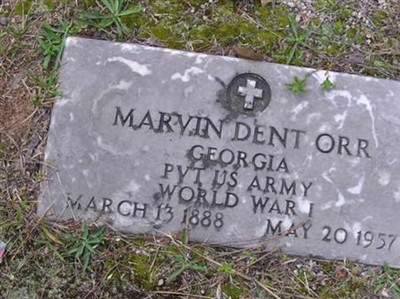 MARVIN DENT ORR
GEORGIA
PVT US ARMY
WORLD WAR I
MARCH 13 1888 MAY 20 1957